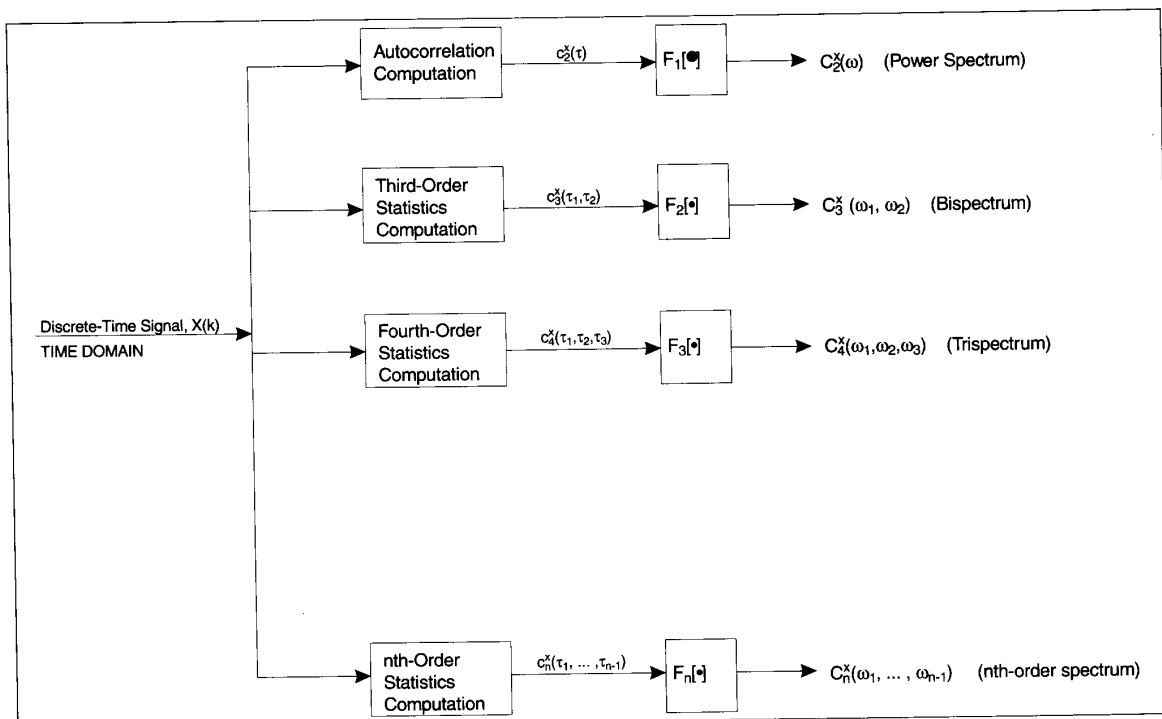 Autocorrelation
Computation
c₂ˣ(τ)
F₁[●]
C₂ˣ(ω) (Power Spectrum)
Third-Order
Statistics
Computation
c₃ˣ(τ₁,τ₂)
F₂[•]
C₃ˣ (ω₁, ω₂) (Bispectrum)
Discrete-Time Signal, X(k)
TIME DOMAIN
Fourth-Order
Statistics
Computation
c₄ˣ(τ₁,τ₂,τ₃)
F₃[•]
C₄ˣ(ω₁,ω₂,ω₃) (Trispectrum)
nth-Order
Statistics
Computation
cₙˣ(τ₁, ... ,τₙ₋₁)
Fₙ[•]
Cₙˣ(ω₁, ... , ωₙ₋₁) (nth-order spectrum)